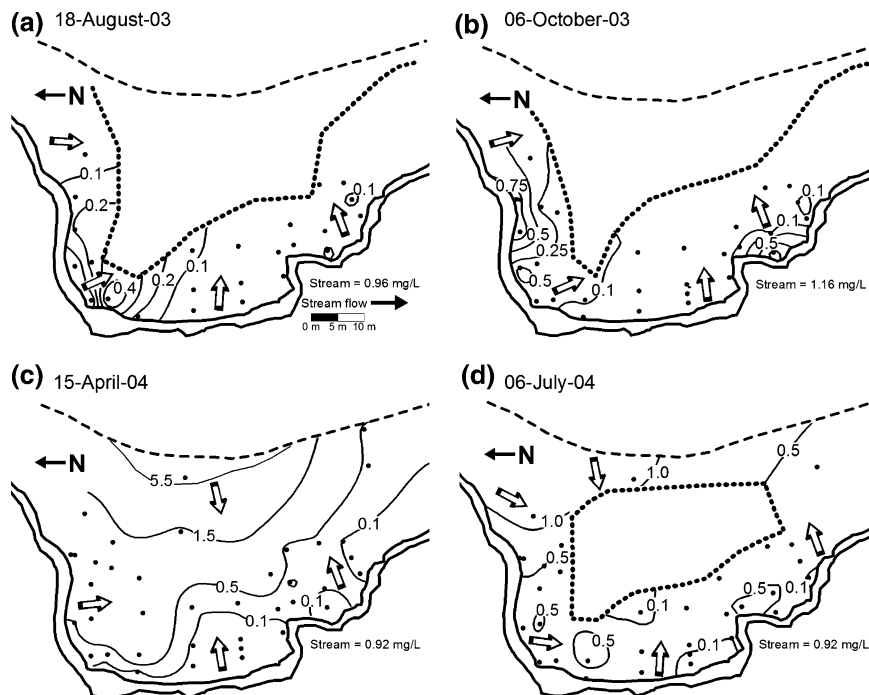 (a) 18-August-03
N
0.1
0.2
0.4
0.2
0.1
0.1
Stream = 0.96 mg/L
Stream flow
0 m 5 m 10 m
(b) 06-October-03
N
0.75
0.5
0.25
0.5
0.1
0.1
0.1
0.5
Stream = 1.16 mg/L
(c) 15-April-04
N
5.5
1.5
0.1
0.5
0.1
0.1
Stream = 0.92 mg/L
(d) 06-July-04
N
0.5
1.0
1.0
0.5
0.5
0.1
0.5
0.1
0.5
0.1
Stream = 0.92 mg/L